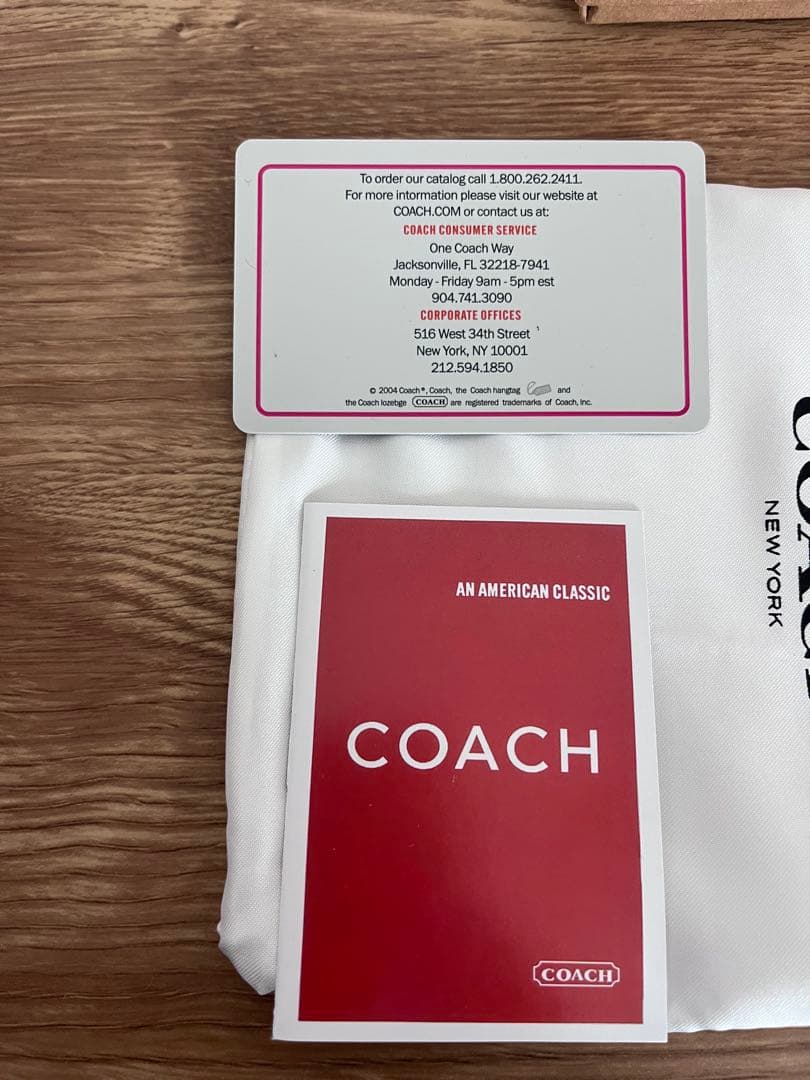 To order our catalog call 1.800.262.2411.
For more intormation please visit our website at
COACH.COM or contact us at:
COACH CONSUMER SERVICE
One Coach Way
Jacksonville, FL 32218-7941
Monday - Friday 9am - 5pm est
904.741.3090
CORPORATE OFFICES
516 West 34th Street
New York, NY 10001
212.594.1850
© 2004 Coach®, Coach, the Coach hangtag and
the Coach lozebge COACH are registered trademarks of Coach, Inc.
COACH
NEW YORK
AN AMERICAN CLASSIC
COACH
COACH